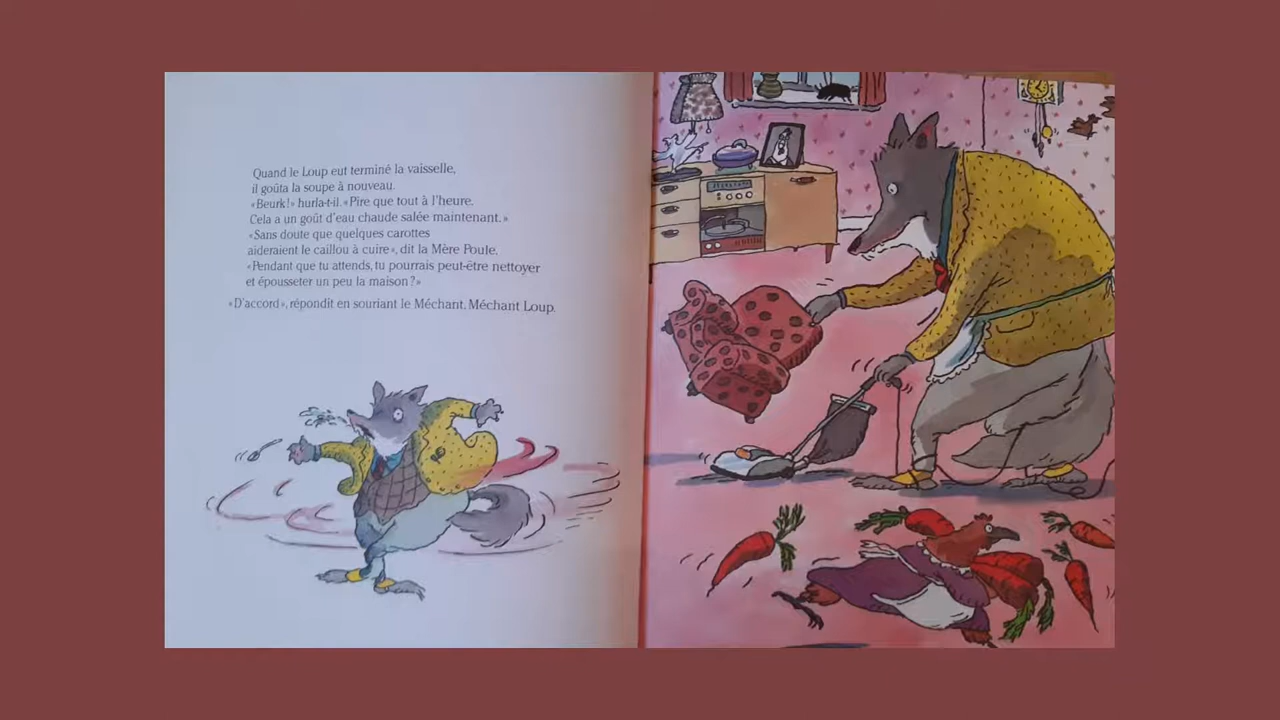 Quand le Loup eut terminé la vaisselle,
il goûta la soupe à nouveau.
«Beurk!» hurla-t-il. «Pire que tout à l'heure.
Cela a un goût d'eau chaude salée maintenant.»
«Sans doute que quelques carottes
aideraient le caillou à cuire», dit la Mère Poule.
«Pendant que tu attends, tu pourrais peut-être nettoyer
et épousseter un peu la maison?»
«D'accord», répondit en souriant le Méchant, Méchant Loup.